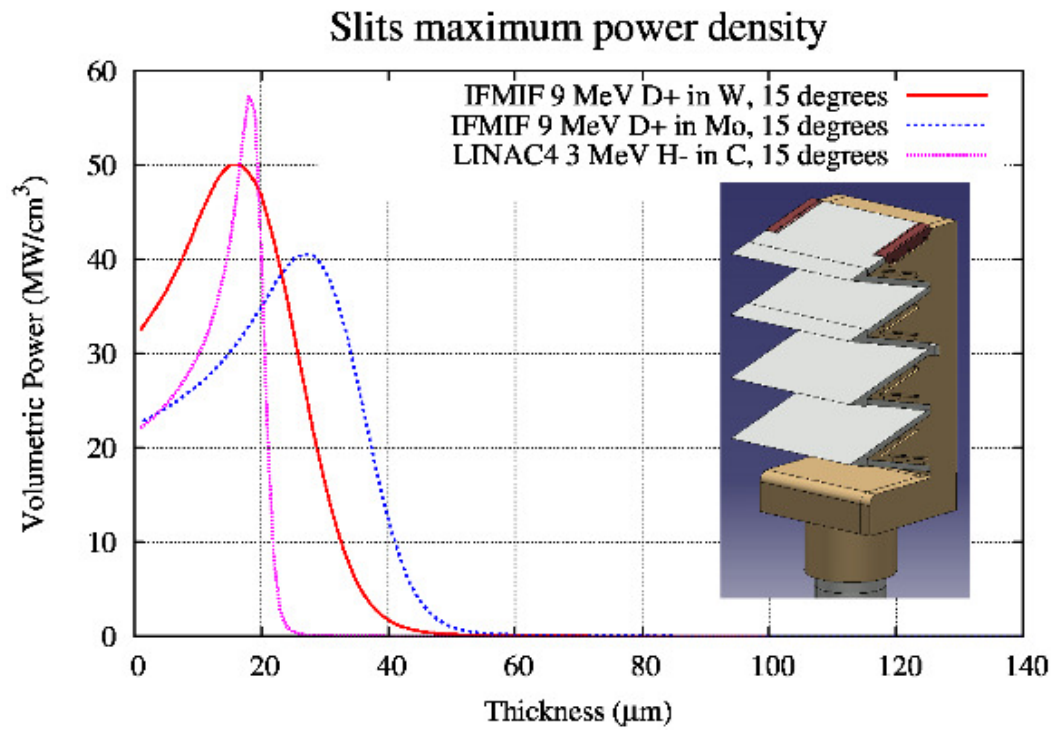 Slits maximum power density
IFMIF 9 MeV D+ in W, 15 degrees
IFMIF 9 MeV D+ in Mo, 15 degrees
LINAC4 3 MeV H- in C, 15 degrees
Volumetric Power (MW/cm³)
60
50
40
30
20
10
0
0 20 40 60 80 100 120 140
Thickness (μm)